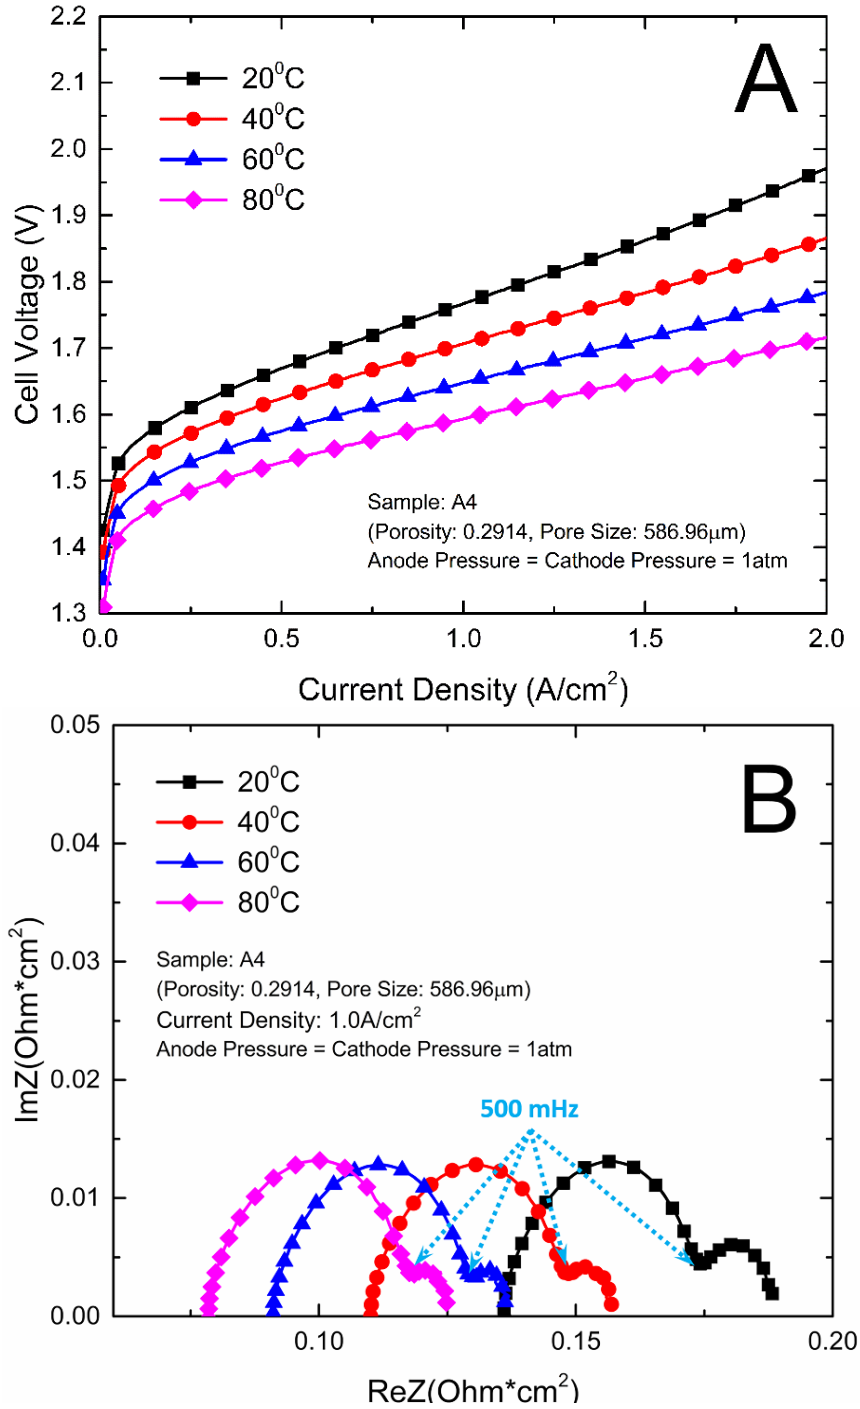 A
2.2
2.1
2.0
1.9
1.8
1.7
1.6
1.5
1.4
1.3
Cell Voltage (V)
20⁰C
40⁰C
60⁰C
80⁰C
Sample: A4
(Porosity: 0.2914, Pore Size: 586.96μm)
Anode Pressure = Cathode Pressure = 1atm
0.0 0.5 1.0 1.5 2.0
Current Density (A/cm²)
B
0.05
0.04
0.03
0.02
0.01
0.00
ImZ(Ohm*cm²)
20⁰C
40⁰C
60⁰C
80⁰C
Sample: A4
(Porosity: 0.2914, Pore Size: 586.96μm)
Current Density: 1.0A/cm²
Anode Pressure = Cathode Pressure = 1atm
500 mHz
0.10 0.15 0.20
ReZ(Ohm*cm²)